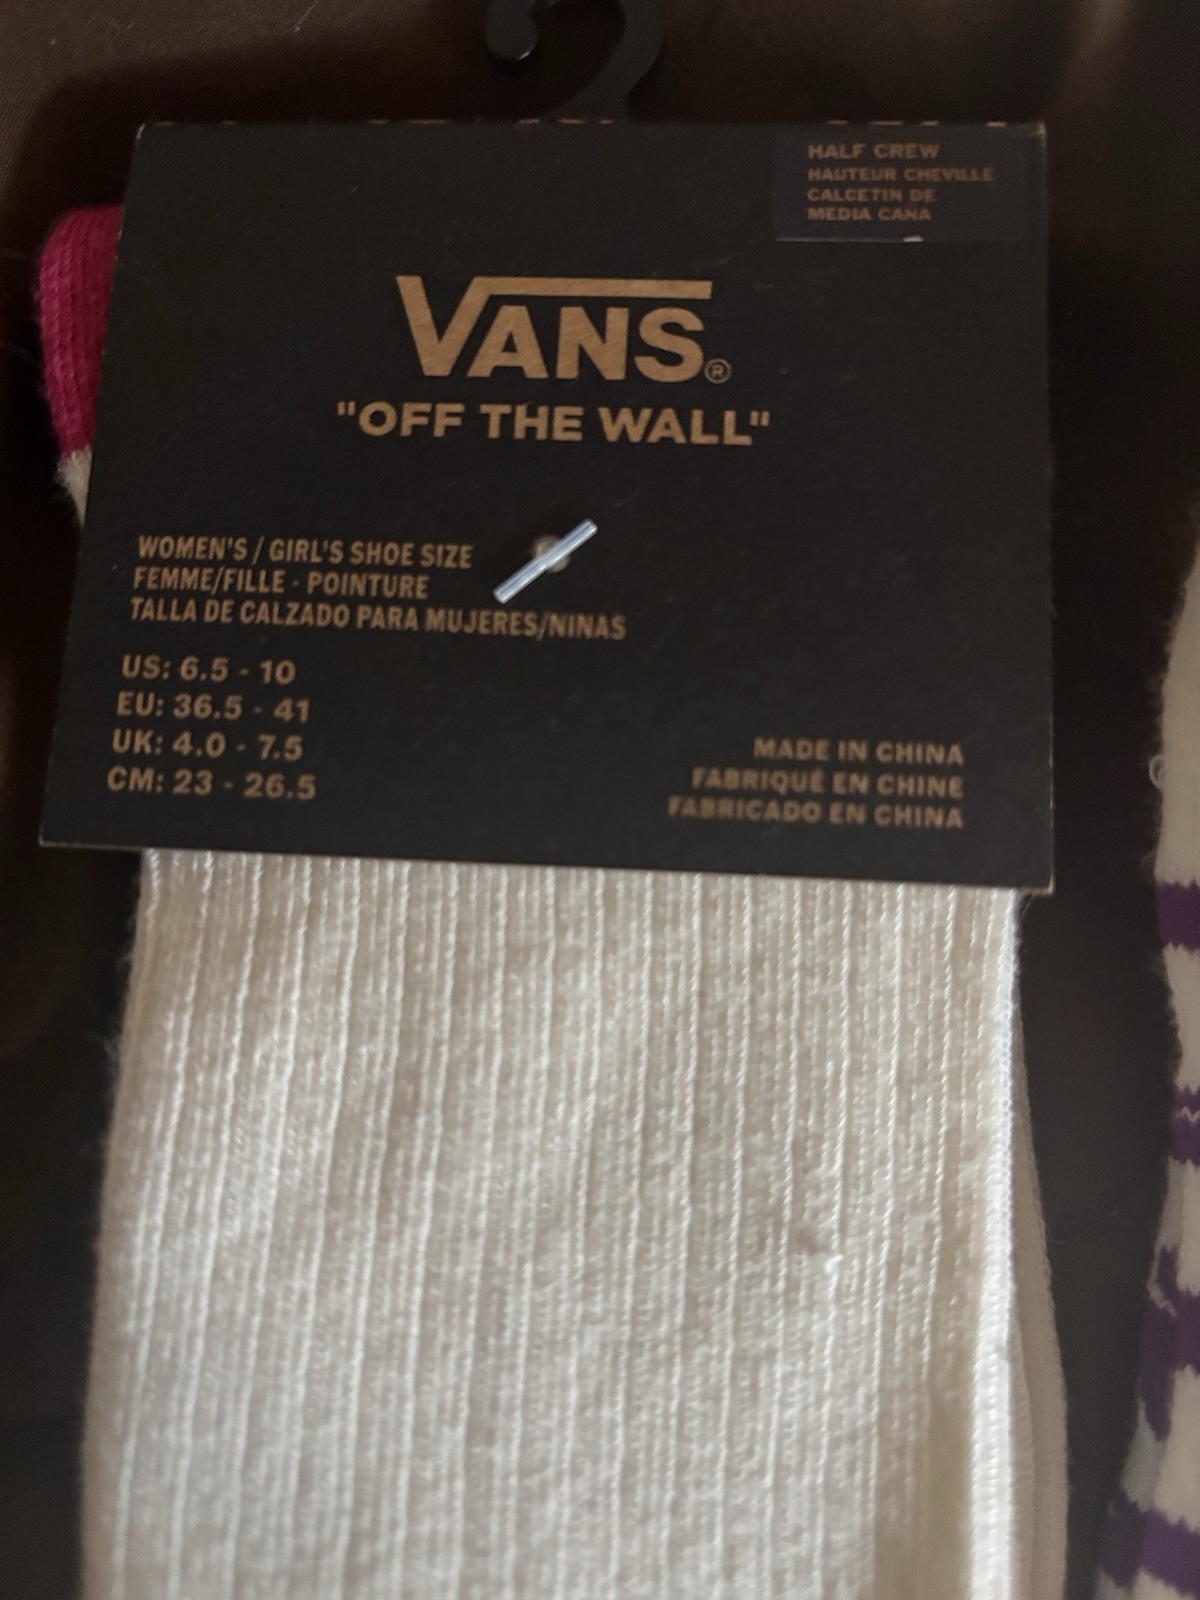 HALF CREW
HAUTEUR CHEVILLE
CALCETIN DE
MEDIA CANA
VANS®
"OFF THE WALL"
WOMEN'S / GIRL'S SHOE SIZE
FEMME/FILLE - POINTURE
TALLA DE CALZADO PARA MUJERES/NINAS
US: 6.5 - 10
EU: 36.5 - 41
UK: 4.0 - 7.5
CM: 23 - 26.5
MADE IN CHINA
FABRIQUÉ EN CHINE
FABRICADO EN CHINA